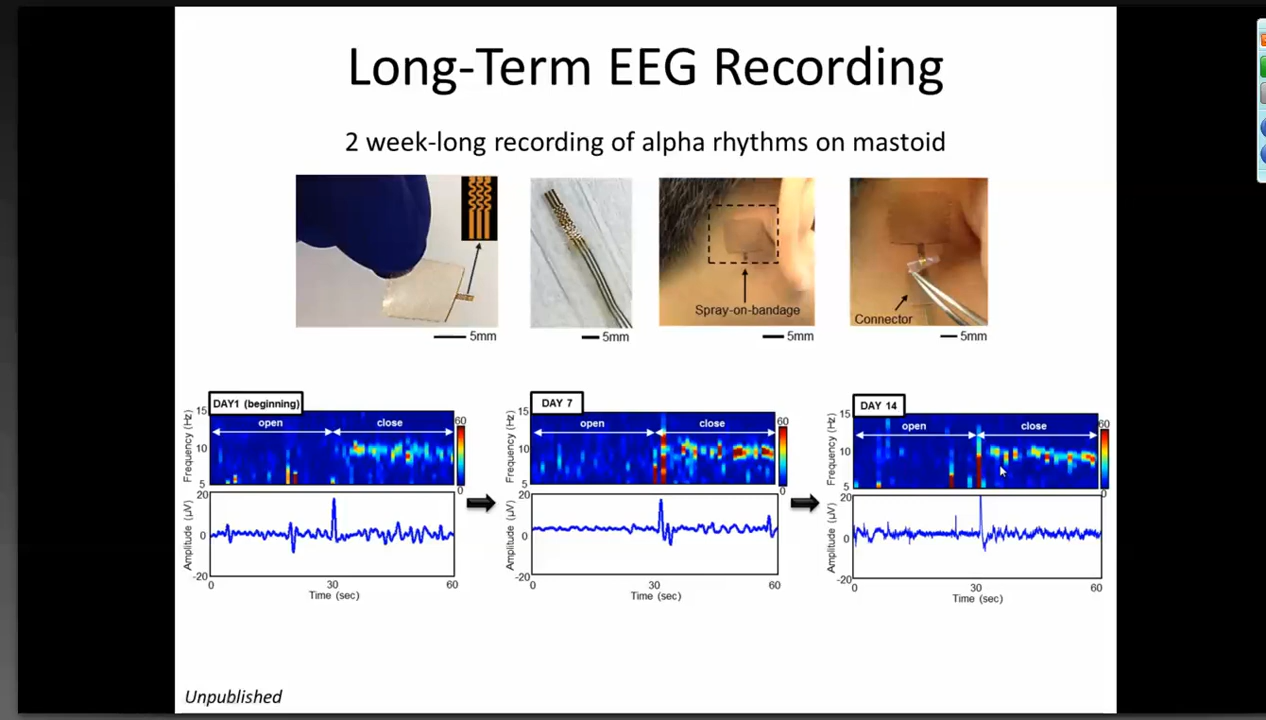 Long-Term EEG Recording
2 week-long recording of alpha rhythms on mastoid
Spray-on-bandage
Connector
5mm
5mm
5mm
5mm
DAY1 (beginning)
open
close
Frequency (Hz)
15
10
5
60
0
Amplitude (µV)
20
0
-20
0
30
60
Time (sec)
DAY 7
open
close
Frequency (Hz)
15
10
5
60
0
Amplitude (µV)
20
0
-20
0
30
60
Time (sec)
DAY 14
open
close
Frequency (Hz)
15
10
5
60
0
Amplitude (µV)
20
0
-20
0
30
60
Time (sec)
Unpublished